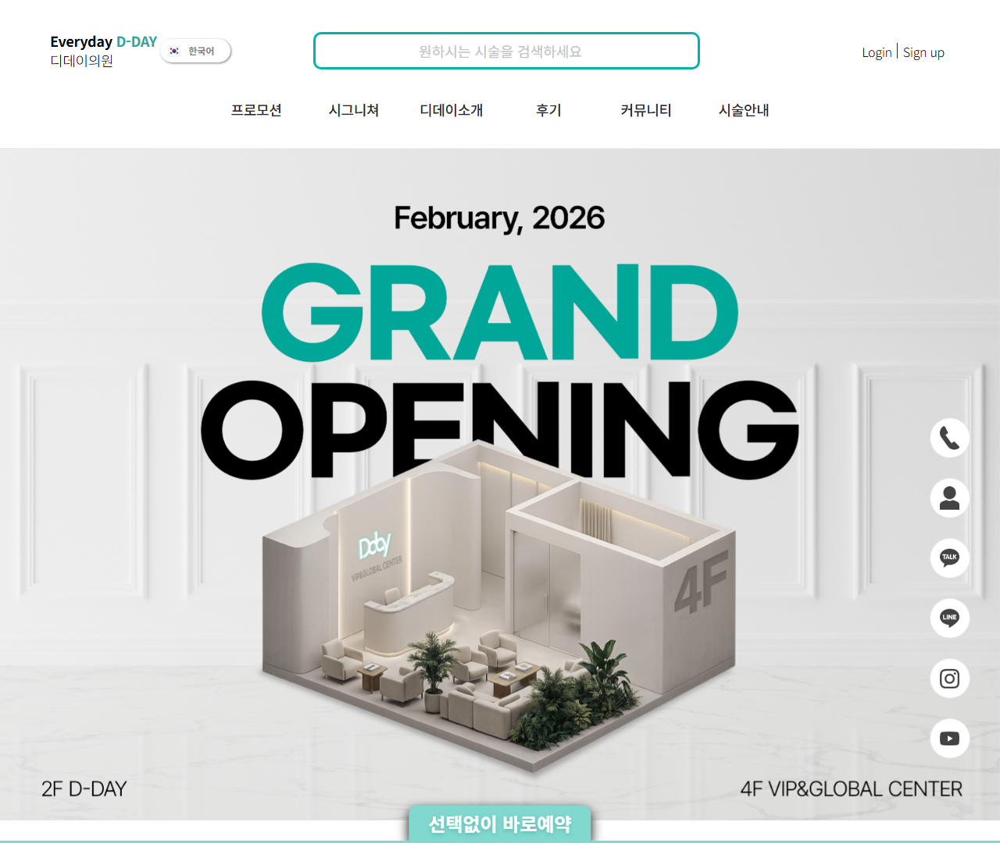 Everyday D-DAY
디데이의원
한국어
원하시는 시술을 검색하세요
Login | Sign up
프로모션 시그니쳐 디데이소개 후기 커뮤니티 시술안내
February, 2026
GRAND
OPENING
Dday
VIP&GLOBAL CENTER
4F
TALK
LINE
2F D-DAY
4F VIP&GLOBAL CENTER
선택없이 바로예약